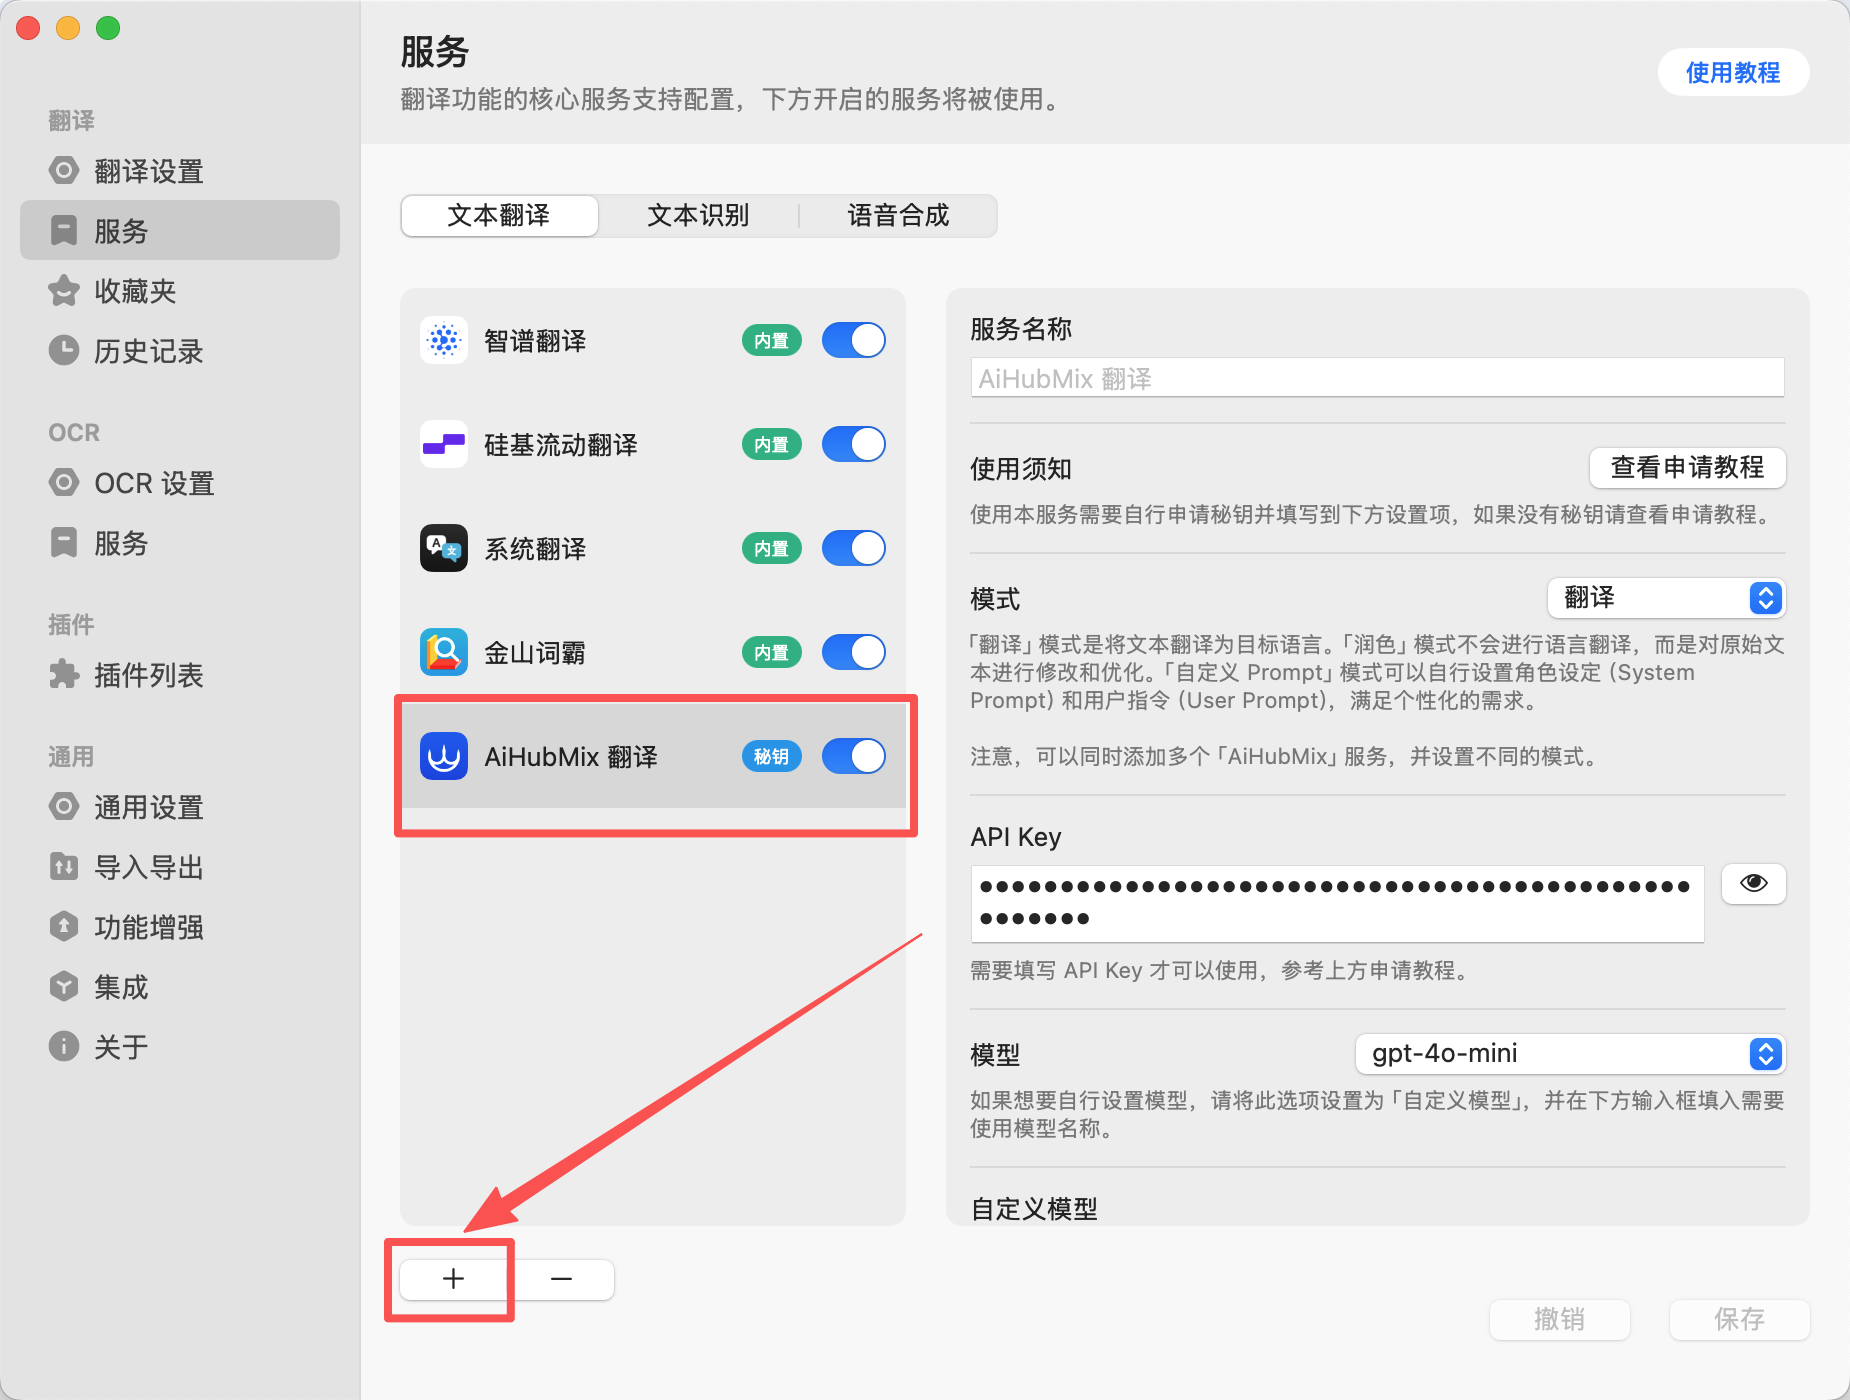 服务
翻译功能的核心服务支持配置，下方开启的服务将被使用。
使用教程
翻译
翻译设置
服务
收藏夹
历史记录
OCR
OCR 设置
服务
插件
插件列表
通用
通用设置
导入导出
功能增强
集成
关于
文本翻译
文本识别
语音合成
智谱翻译
内置
硅基流动翻译
内置
系统翻译
内置
金山词霸
内置
AiHubMix 翻译
秘钥
服务名称
AiHubMix 翻译
使用须知
查看申请教程
使用本服务需要自行申请秘钥并填写到下方设置项，如果没有秘钥请查看申请教程。
模式
翻译
「翻译」模式是将文本翻译为目标语言。「润色」模式不会进行语言翻译，而是对原始文
本进行修改和优化。「自定义 Prompt」模式可以自行设置角色设定 (System
Prompt) 和用户指令 (User Prompt)，满足个性化的需求。
注意，可以同时添加多个「AiHubMix」服务，并设置不同的模式。
API Key
需要填写 API Key 才可以使用，参考上方申请教程。
模型
gpt-4o-mini
如果想要自行设置模型，请将此选项设置为「自定义模型」，并在下方输入框填入需要
使用模型名称。
自定义模型
撤销
保存